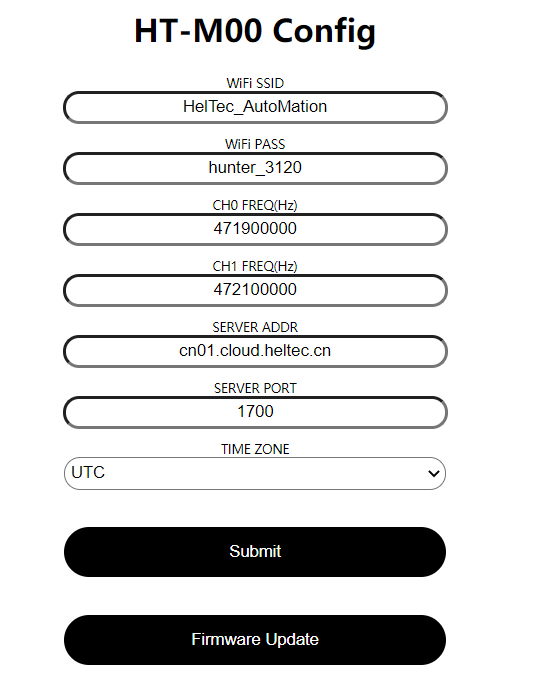 HT-M00 Config
WiFi SSID
HelTec_AutoMation
WiFi PASS
hunter_3120
CH0 FREQ(Hz)
471900000
CH1 FREQ(Hz)
472100000
SERVER ADDR
cn01.cloud.heltec.cn
SERVER PORT
1700
TIME ZONE
UTC
Submit
Firmware Update